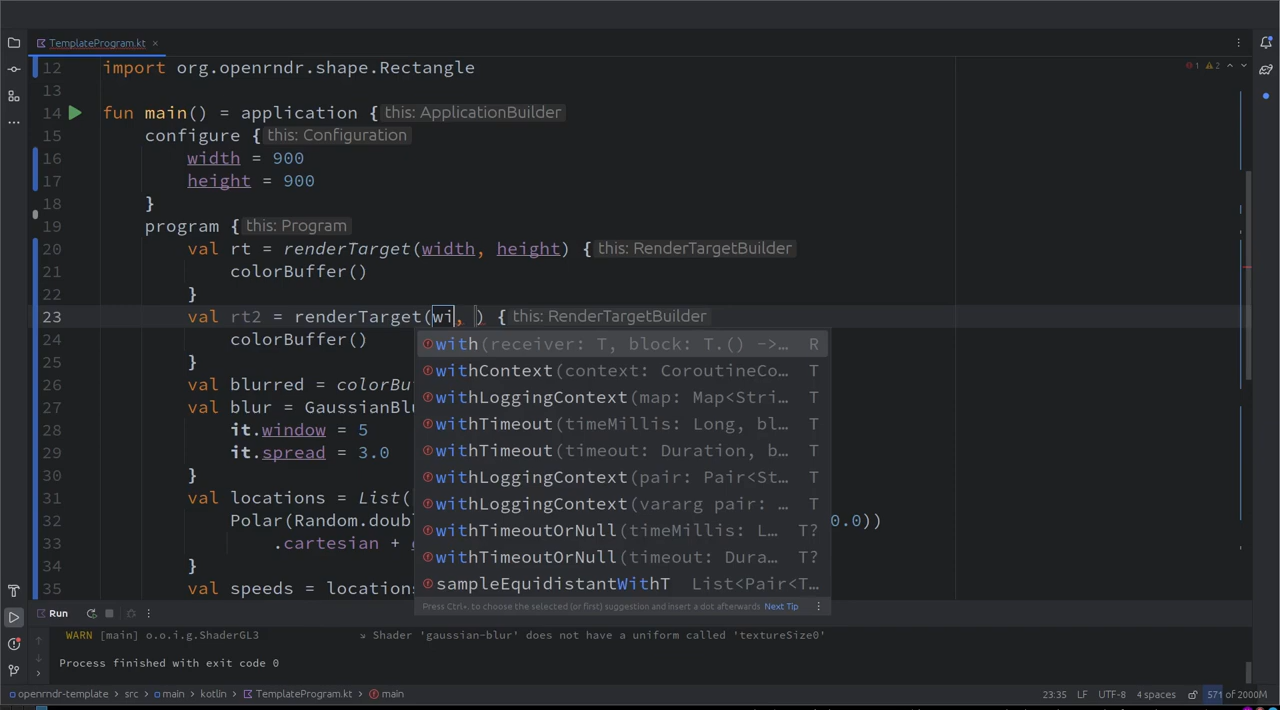 TemplateProgram.kt ×
12 import org.openrndr.shape.Rectangle
1 2
13
14 fun main() = application { this: ApplicationBuilder
15 configure { this: Configuration
16 width = 900
17 height = 900
18 }
19 program { this: Program
20 val rt = renderTarget(width, height) { this: RenderTargetBuilder
21 colorBuffer()
22 }
23 val rt2 = renderTarget(wi, ) { this: RenderTargetBuilder
24 colorBuffer()
with(receiver: T, block: T.() ->… R
25 }
withContext(context: CoroutineCo… T
26 val blurred = colorBu
withLoggingContext(map: Map<Stri… T
27 val blur = GaussianBlu
withTimeout(timeMillis: Long, bl… T
28 it.window = 5
withTimeout(timeout: Duration, b… T
29 it.spread = 3.0
withLoggingContext(pair: Pair<St… T
30 }
31 val locations = List(
withLoggingContext(vararg pair: … T
32 Polar(Random.doub 0.0))
withTimeoutOrNull(timeMillis: L… T?
33 .cartesian +
withTimeoutOrNull(timeout: Dura… T?
34 }
35 val speeds = locations
sampleEquidistantWithT List<Pair<T…
Press Ctrl+. to choose the selected (or first) suggestion and insert a dot afterwards Next Tip
Run
WARN [main] o.o.i.g.ShaderGL3 ↘ Shader 'gaussian-blur' does not have a uniform called 'textureSize0'
Process finished with exit code 0
openrndr-template > src > main > kotlin > TemplateProgram.kt > main 23:35 LF UTF-8 4 spaces 571 of 2000M